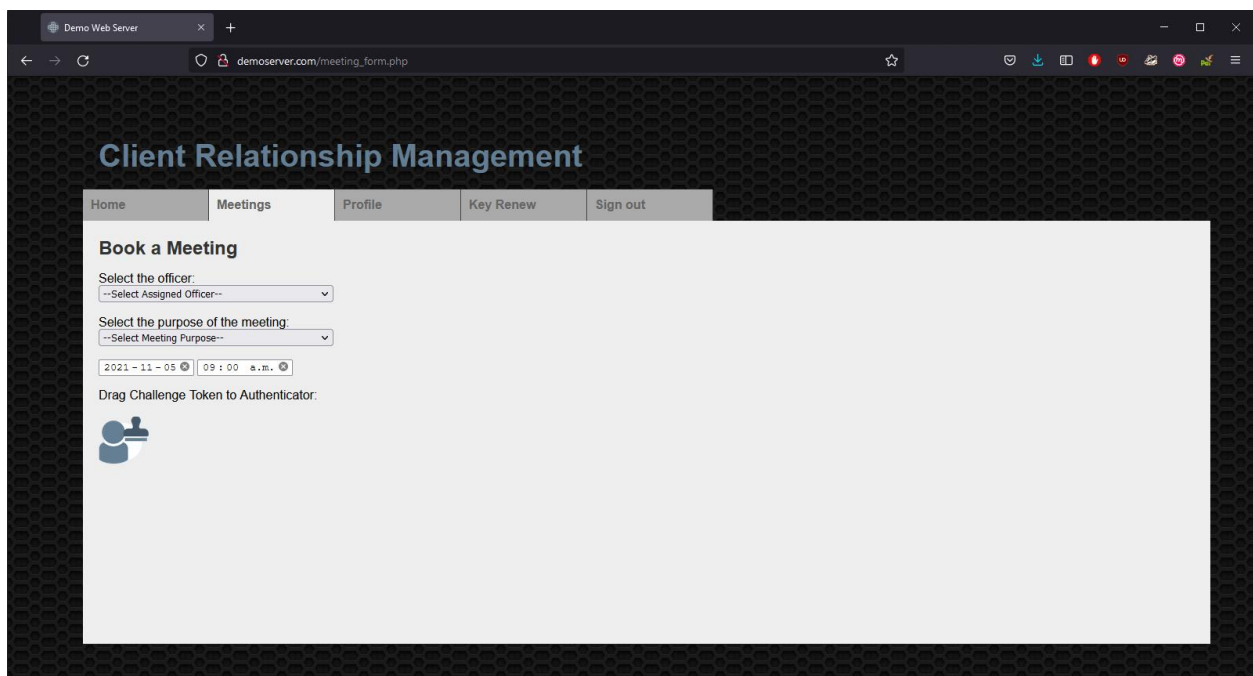 Demo Web Server
demoserver.com/meeting_form.php
Client Relationship Management
Home Meetings Profile Key Renew Sign out
Book a Meeting
Select the officer:
--Select Assigned Officer--
Select the purpose of the meeting:
--Select Meeting Purpose--
2021-11-05 09:00 a.m.
Drag Challenge Token to Authenticator: